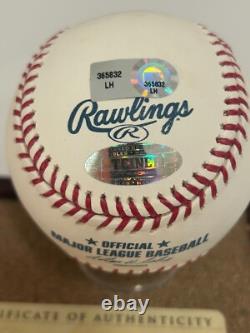 365832
LH
365832
LH
Rawlings
R
OFFICIAL
MAJOR LEAGUE BASEBALL
CERTIFICATE OF AUTHENTICITY